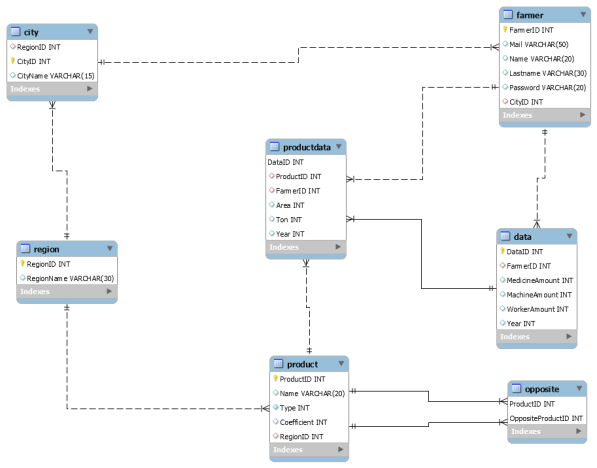 city
RegionID INT
CityID INT
CityName VARCHAR(15)
Indexes
farmer
FarmerID INT
Mail VARCHAR(50)
Name VARCHAR(20)
Lastname VARCHAR(30)
Password VARCHAR(20)
CityID INT
Indexes
productdata
DataID INT
ProductID INT
FarmerID INT
Area INT
Ton INT
Year INT
Indexes
region
RegionID INT
RegionName VARCHAR(30)
Indexes
data
DataID INT
FarmerID INT
MedicineAmount INT
MachineAmount INT
WorkerAmount INT
Year INT
Indexes
product
ProductID INT
Name VARCHAR(20)
Type INT
Coefficient INT
RegionID INT
Indexes
opposite
ProductID INT
OppositeProductID INT
Indexes